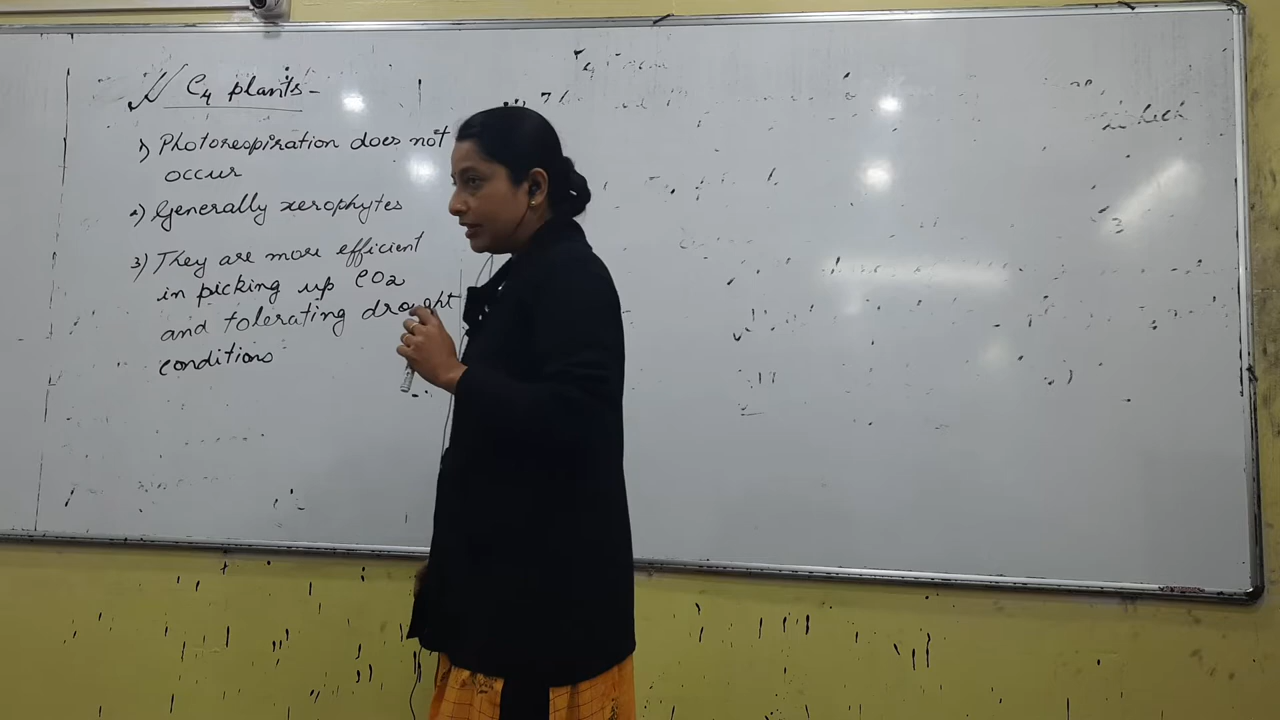 C4 plants-
1) Photorespiration does not
occur
2) Generally xerophytes
3) They are more efficient
in picking up CO2
and tolerating drought
conditions